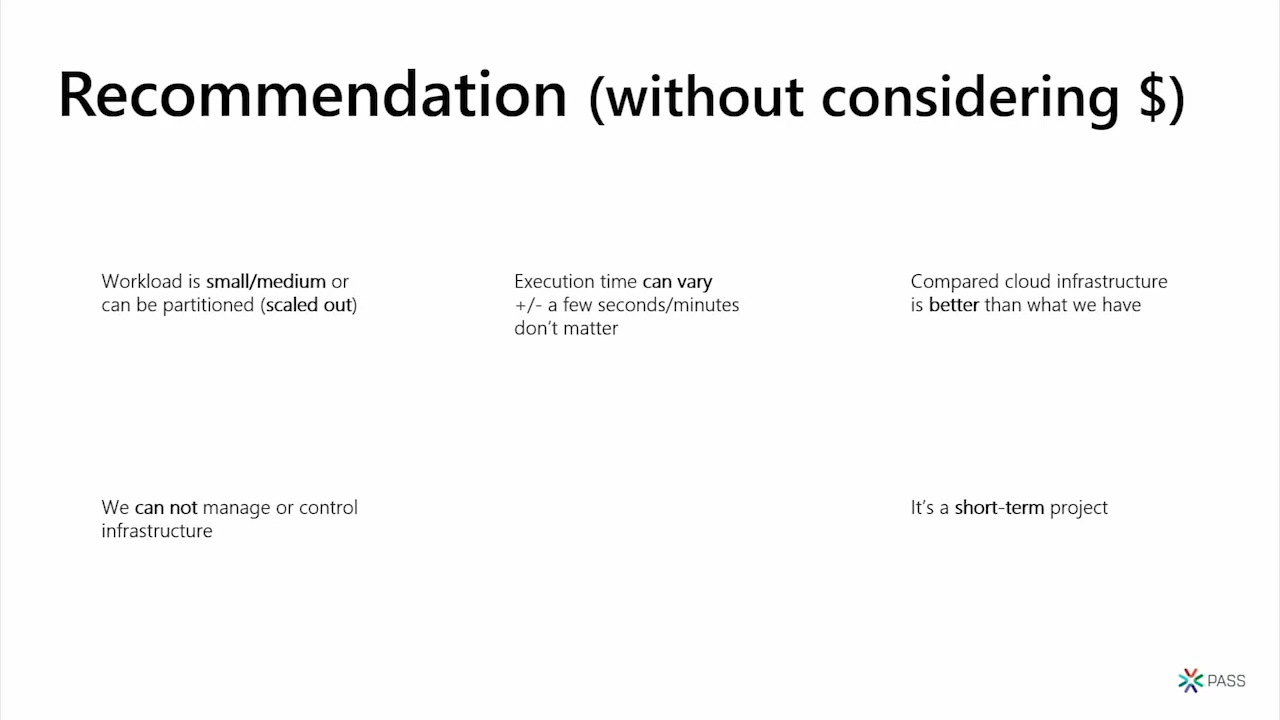 Recommendation (without considering $)
Workload is small/medium or
can be partitioned (scaled out)
Execution time can vary
+/- a few seconds/minutes
don't matter
Compared cloud infrastructure
is better than what we have
We can not manage or control
infrastructure
It's a short-term project
PASS